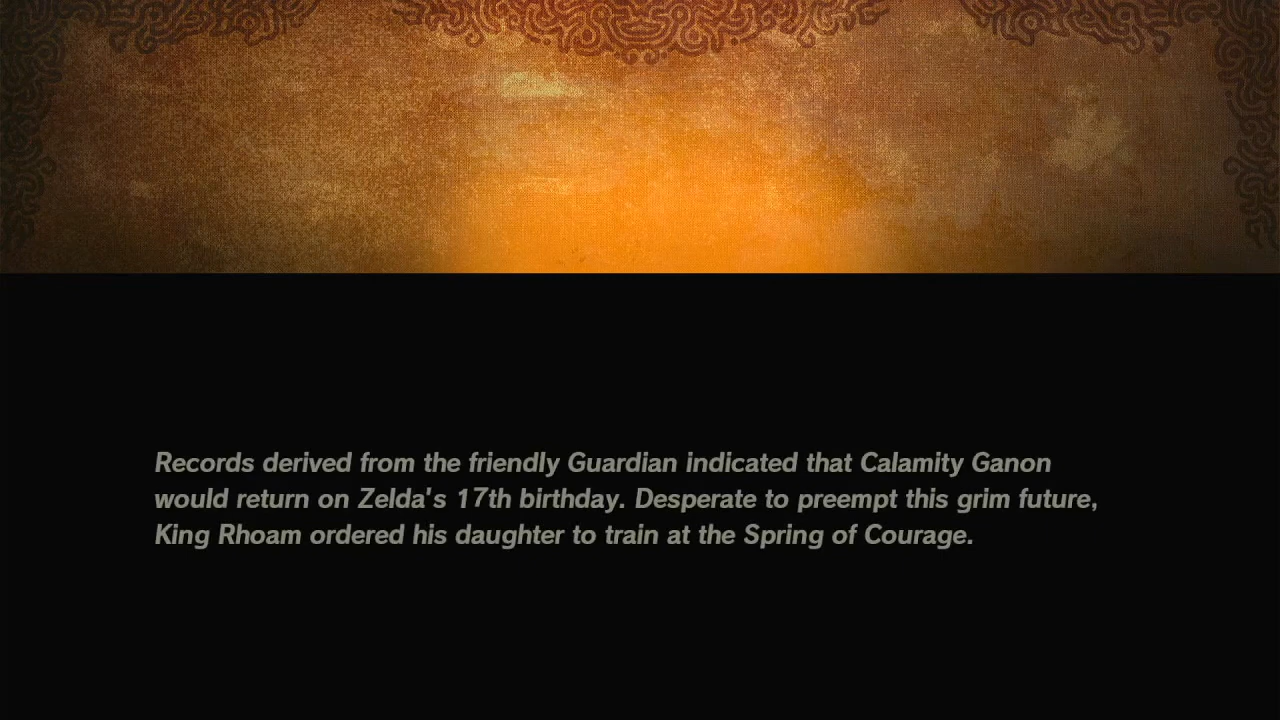 Records derived from the friendly Guardian indicated that Calamity Ganon
would return on Zelda's 17th birthday. Desperate to preempt this grim future,
King Rhoam ordered his daughter to train at the Spring of Courage.